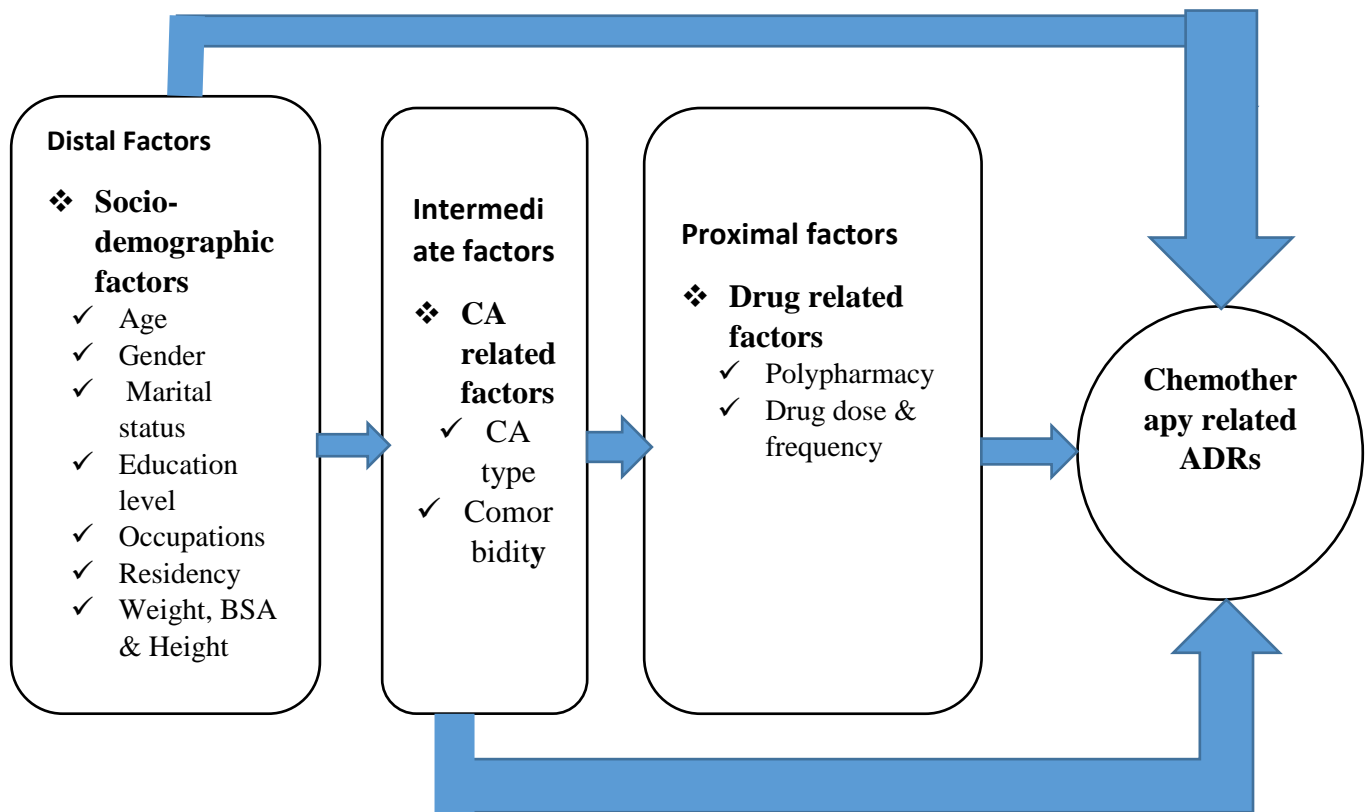 Distal Factors
❖ Socio-
demographic
factors
✓ Age
✓ Gender
✓ Marital
status
✓ Education
level
✓ Occupations
✓ Residency
✓ Weight, BSA
& Height
Intermedi
ate factors
❖ CA
related
factors
✓ CA
type
✓ Comor
bidity
Proximal factors
❖ Drug related
factors
✓ Polypharmacy
✓ Drug dose &
frequency
Chemother
apy related
ADRs